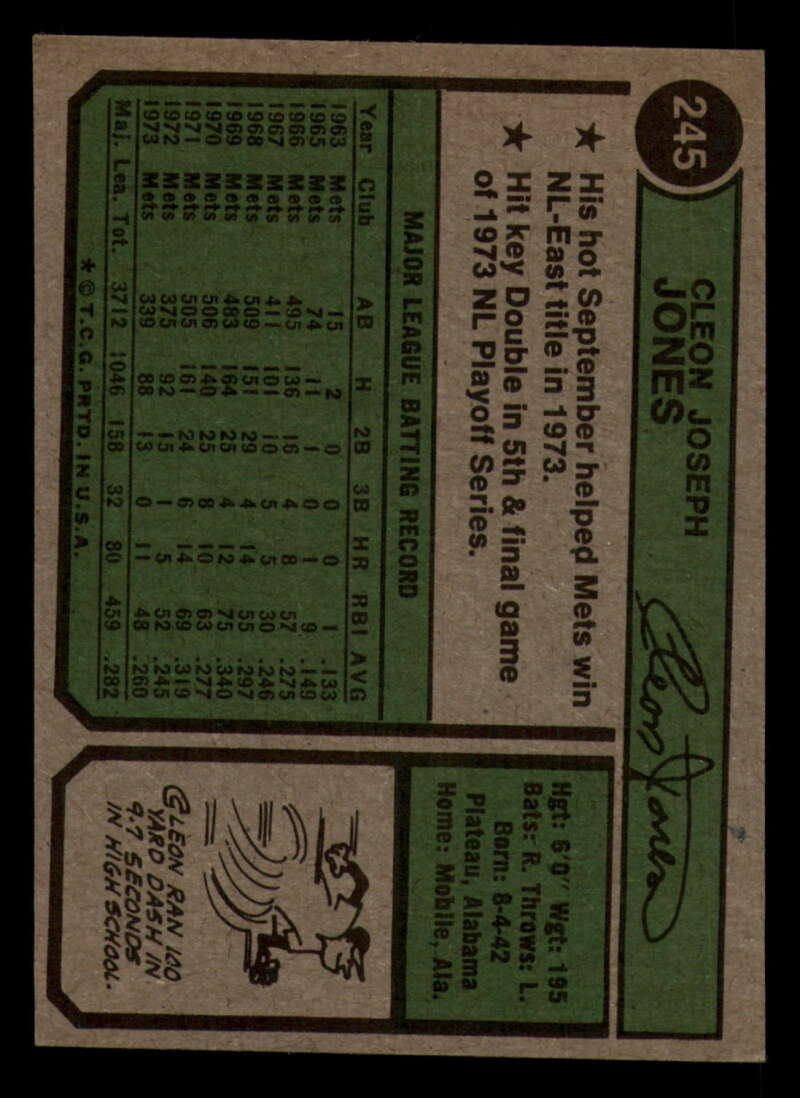 245
CLEON JOSEPH
JONES
Cleon Jones
★ His hot September helped Mets win
NL-East title in 1973.
★ Hit key Double in 5th & final game
of 1973 NL Playoff Series.
MAJOR LEAGUE BATTING RECORD
Year Club AB H 2B 3B HR RBI AVG
1963 Mets 15 2 0 0 0 1 .133
1965 Mets 74 11 1 0 1 9 .149
1966 Mets 495 136 16 4 8 57 .275
1967 Mets 411 101 10 5 5 30 .246
1968 Mets 509 151 29 4 14 55 .297
1969 Mets 483 164 25 4 12 75 .340
1970 Mets 506 140 25 8 10 63 .277
1971 Mets 505 161 24 6 14 69 .319
1972 Mets 375 92 15 1 5 52 .245
1973 Mets 339 88 13 0 11 48 .260
Maj. Lea. Tot. 3712 1046 158 32 80 459 .282
★ © T.C.G. PRTD. IN U.S.A.
Hgt: 6'0" Wgt: 195
Bats: R. Throws: L.
Born: 8-4-42
Plateau, Alabama
Home: Mobile, Ala.
CLEON RAN 100
YARD DASH IN
9.7 SECONDS
IN HIGH SCHOOL.